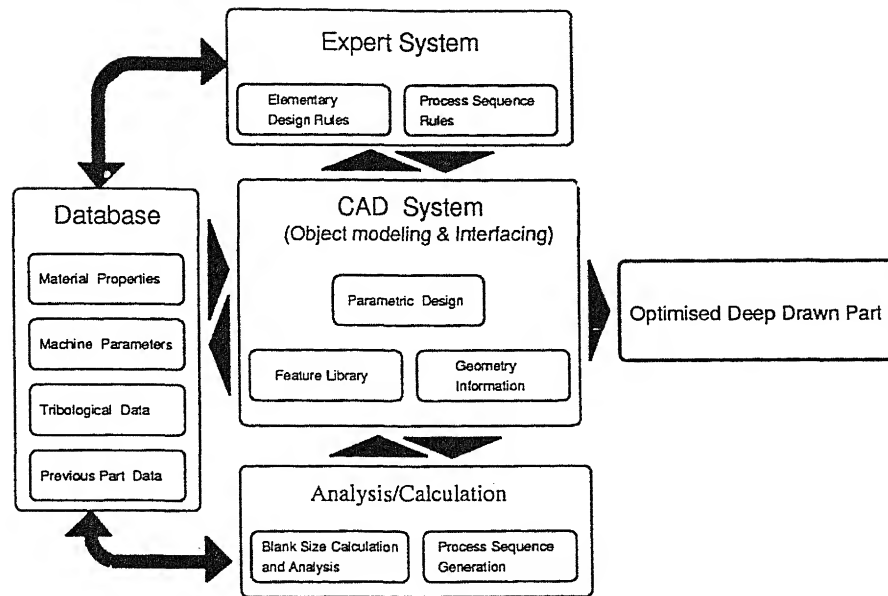 Expert System
Elementary
Design Rules
Process Sequence
Rules
Database
Material Properties
Machine Parameters
Tribological Data
Previous Part Data
CAD System
(Object modeling & Interfacing)
Parametric Design
Feature Library
Geometry
Information
Optimised Deep Drawn Part
Analysis/Calculation
Blank Size Calculation
and Analysis
Process Sequence
Generation